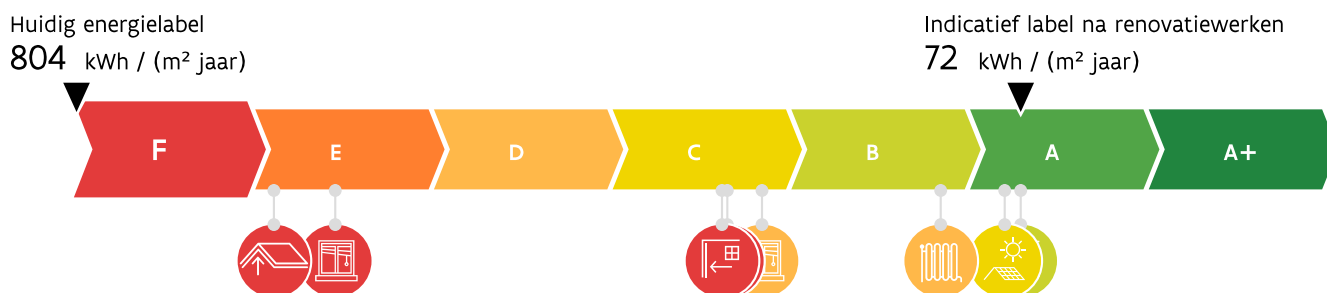 Huidig energielabel
804 kWh / (m² jaar)
Indicatief label na renovatiewerken
72 kWh / (m² jaar)
F E D C B A A+